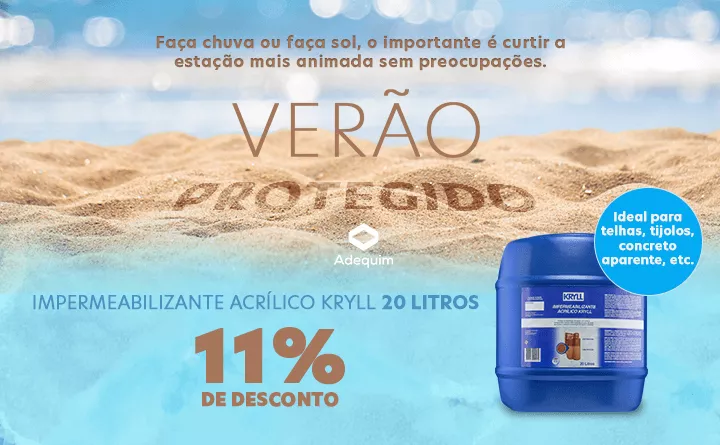 Faça chuva ou faça sol, o importante é curtir a
estação mais animada sem preocupações.
VERÃO
PROTEGIDO
Adequim
Ideal para
telhas, tijolos,
concreto
aparente, etc.
IMPERMEABILIZANTE ACRÍLICO KRYLL 20 LITROS
11%
DE DESCONTO
KRYLL
IMPERMEABILIZANTE
ACRÍLICO KRYLL
20 Litros